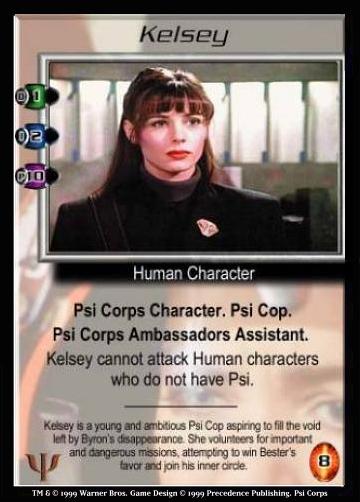 Kelsey
D 1
D 2
C10
Human Character
Psi Corps Character. Psi Cop.
Psi Corps Ambassadors Assistant.
Kelsey cannot attack Human characters
who do not have Psi.
Kelsey is a young and ambitious Psi Cop aspiring to fill the void
left by Byron's disappearance. She volunteers for important
and dangerous missions, attempting to win Bester's
favor and join his inner circle.
8
TM & © 1999 Warner Bros. Game Design © 1999 Precedence Publishing. Psi Corps